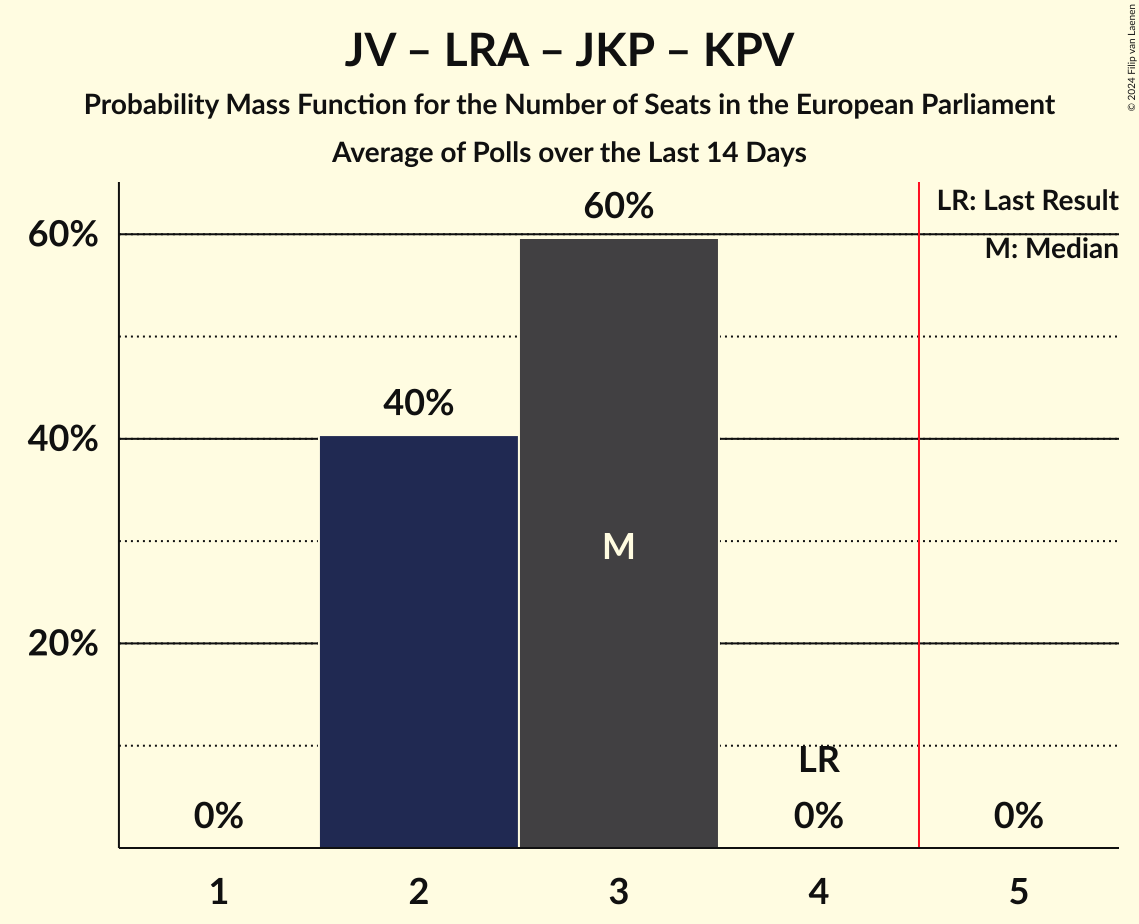 JV – LRA – JKP – KPV
Probability Mass Function for the Number of Seats in the European Parliament
Average of Polls over the Last 14 Days
© 2024 Filip van Laenen
LR: Last Result
M: Median
60%
40%
20%
0%
40%
60%
M
LR
0%
0%
1
2
3
4
5